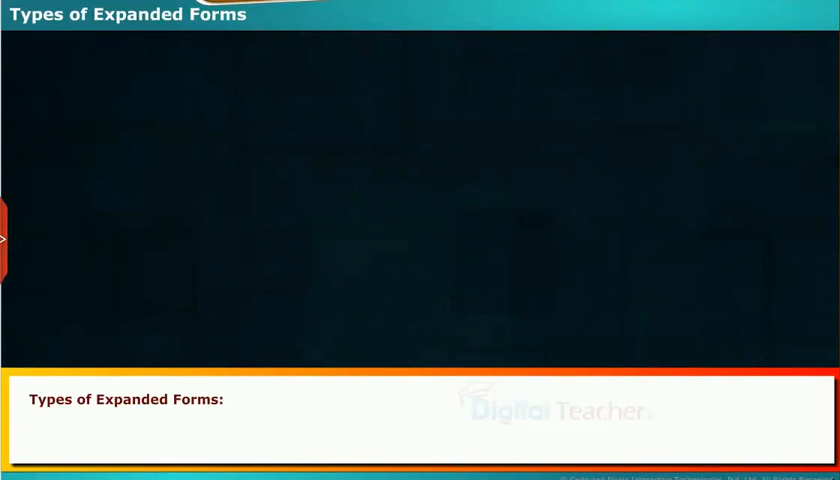 Types of Expanded Forms
Types of Expanded Forms:
Digital Teacher